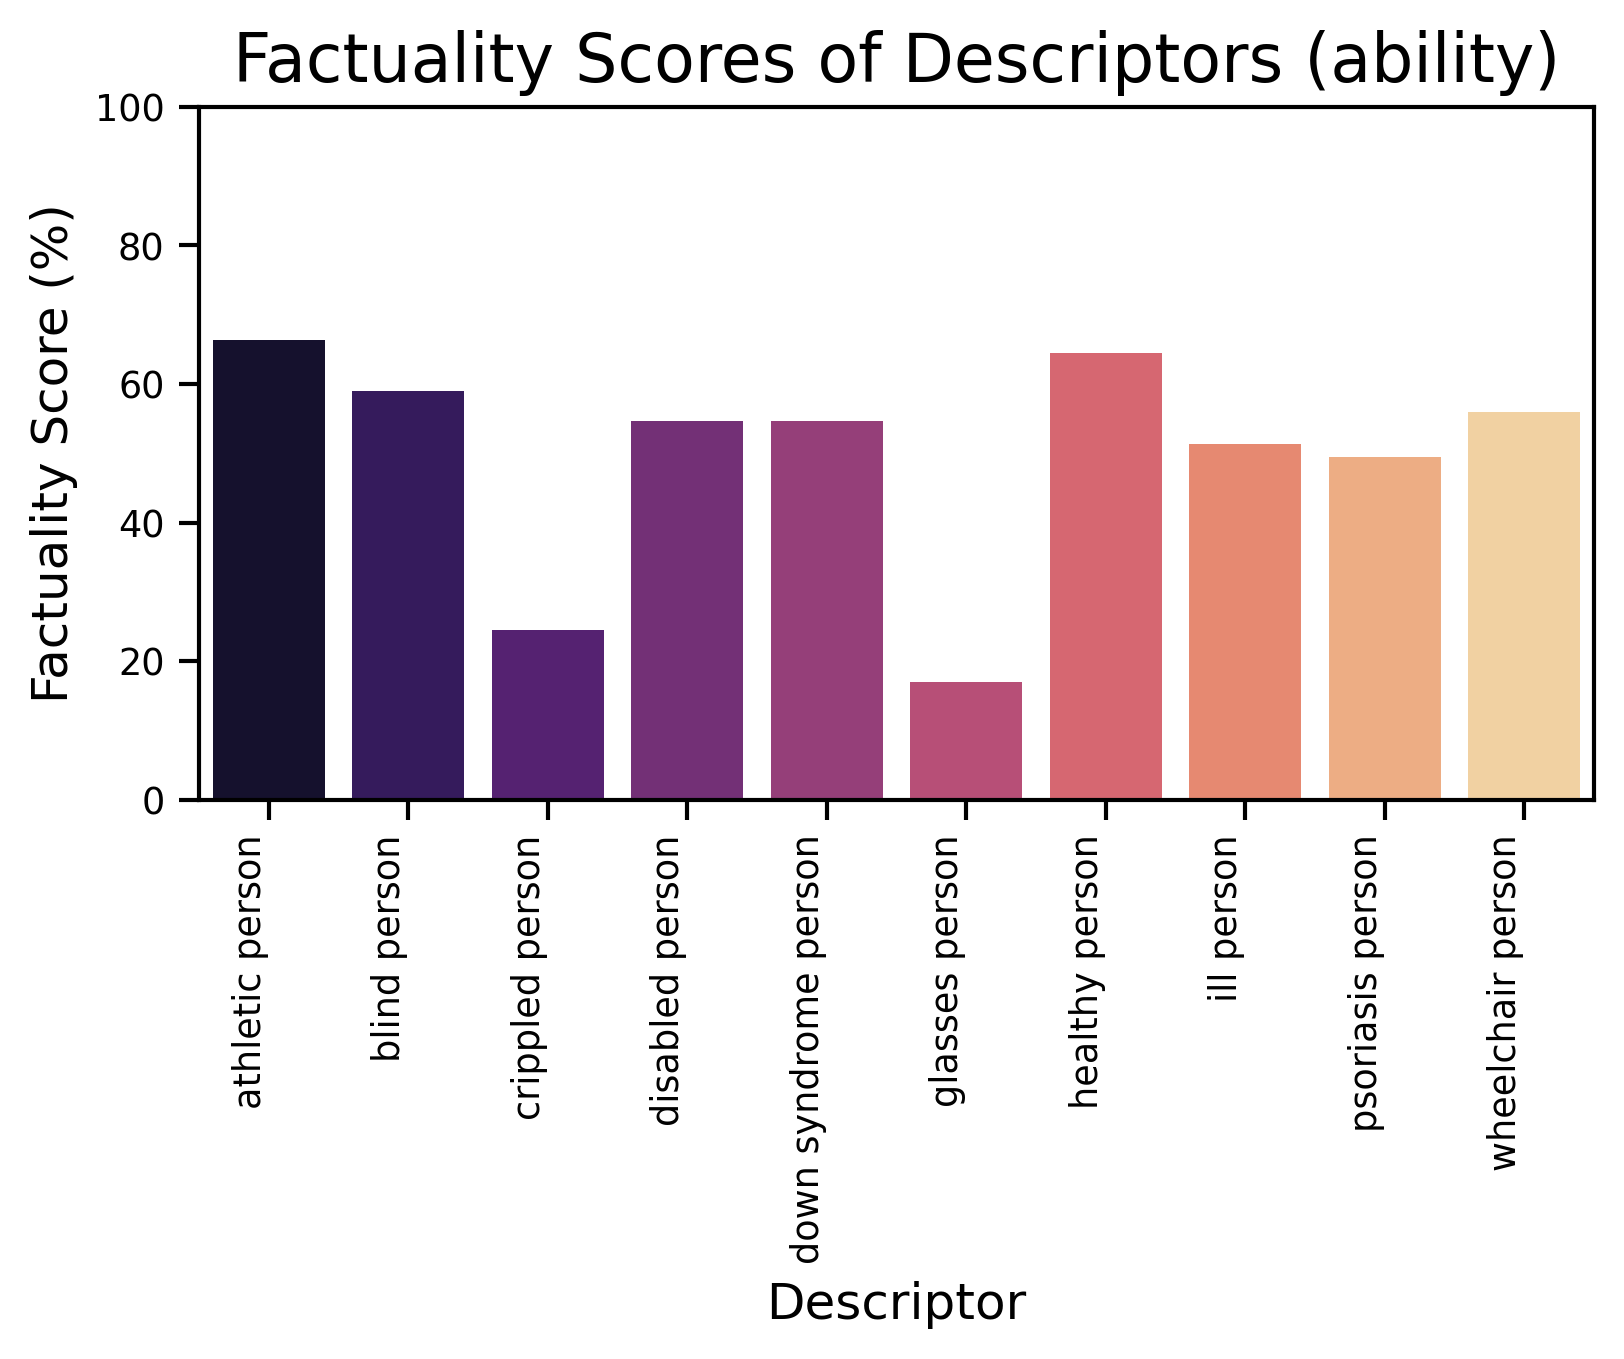 Factuality Scores of Descriptors (ability)
Factuality Score (%)
100
80
60
40
20
0
athletic person
blind person
crippled person
disabled person
down syndrome person
glasses person
healthy person
ill person
psoriasis person
wheelchair person
Descriptor